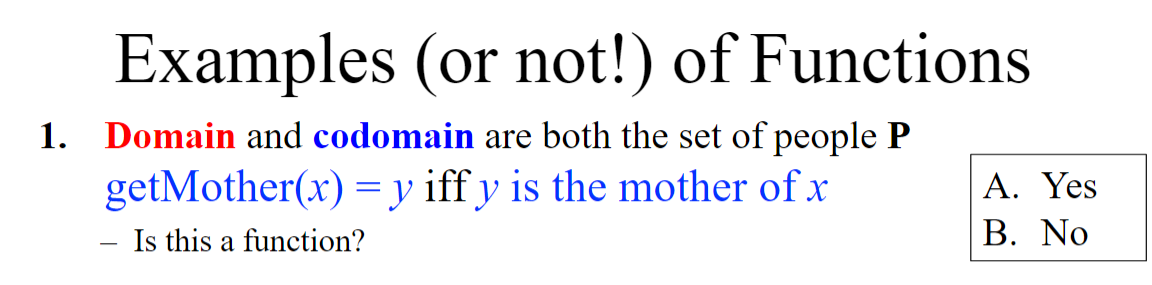 Examples (or not!) of Functions
1. Domain and codomain are both the set of people P
getMother(x) = y iff y is the mother of x
– Is this a function?
A. Yes
B. No